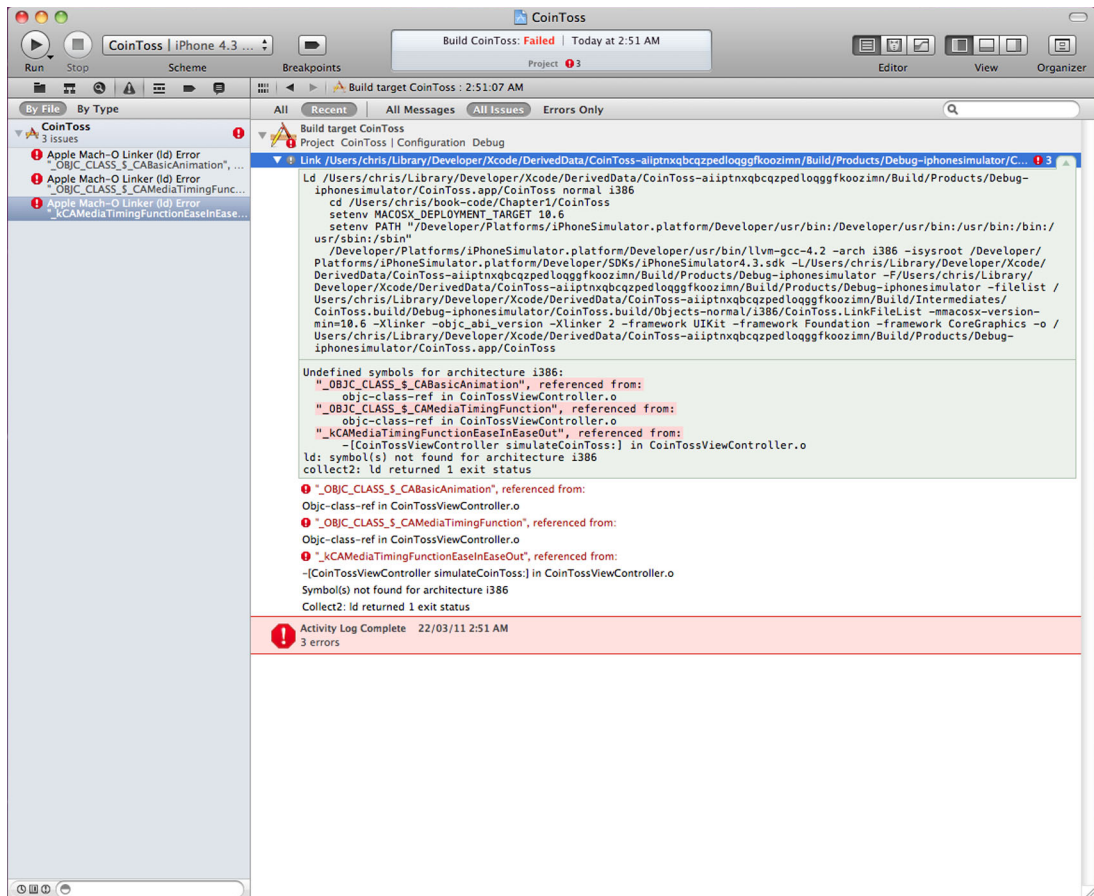 CoinToss
CoinToss | iPhone 4.3 ...
Build CoinToss: Failed | Today at 2:51 AM
Project 3
Run Stop Scheme Breakpoints Editor View Organizer
Build target CoinToss : 2:51:07 AM
By File By Type
All Recent All Messages All Issues Errors Only
CoinToss
3 issues
Apple Mach-O Linker (ld) Error
"_OBJC_CLASS_$_CABasicAnimation", ...
Apple Mach-O Linker (ld) Error
"_OBJC_CLASS_$_CAMediaTimingFunc...
Apple Mach-O Linker (ld) Error
"_kCAMediaTimingFunctionEaseInEase...
Build target CoinToss
Project CoinToss | Configuration Debug
Link /Users/chris/Library/Developer/Xcode/DerivedData/CoinToss-aiiptnxqbcqzpedloqggfkoozimn/Build/Products/Debug-iphonesimulator/C... 3
Ld /Users/chris/Library/Developer/Xcode/DerivedData/CoinToss-aiiptnxqbcqzpedloqggfkoozimn/Build/Products/Debug-
iphonesimulator/CoinToss.app/CoinToss normal i386
cd /Users/chris/book-code/Chapter1/CoinToss
setenv MACOSX_DEPLOYMENT_TARGET 10.6
setenv PATH "/Developer/Platforms/iPhoneSimulator.platform/Developer/usr/bin:/Developer/usr/bin:/usr/bin:/bin:/
usr/sbin:/sbin"
/Developer/Platforms/iPhoneSimulator.platform/Developer/usr/bin/llvm-gcc-4.2 -arch i386 -isysroot /Developer/
Platforms/iPhoneSimulator.platform/Developer/SDKs/iPhoneSimulator4.3.sdk -L/Users/chris/Library/Developer/Xcode/
DerivedData/CoinToss-aiiptnxqbcqzpedloqggfkoozimn/Build/Products/Debug-iphonesimulator -F/Users/chris/Library/
Developer/Xcode/DerivedData/CoinToss-aiiptnxqbcqzpedloqggfkoozimn/Build/Products/Debug-iphonesimulator -filelist /
Users/chris/Library/Developer/Xcode/DerivedData/CoinToss-aiiptnxqbcqzpedloqggfkoozimn/Build/Intermediates/
CoinToss.build/Debug-iphonesimulator/CoinToss.build/Objects-normal/i386/CoinToss.LinkFileList -mmacosx-version-
min=10.6 -Xlinker -objc_abi_version -Xlinker 2 -framework UIKit -framework Foundation -framework CoreGraphics -o /
Users/chris/Library/Developer/Xcode/DerivedData/CoinToss-aiiptnxqbcqzpedloqggfkoozimn/Build/Products/Debug-
iphonesimulator/CoinToss.app/CoinToss
Undefined symbols for architecture i386:
"_OBJC_CLASS_$_CABasicAnimation", referenced from:
objc-class-ref in CoinTossViewController.o
"_OBJC_CLASS_$_CAMediaTimingFunction", referenced from:
objc-class-ref in CoinTossViewController.o
"_kCAMediaTimingFunctionEaseInEaseOut", referenced from:
-[CoinTossViewController simulateCoinToss:] in CoinTossViewController.o
ld: symbol(s) not found for architecture i386
collect2: ld returned 1 exit status
"_OBJC_CLASS_$_CABasicAnimation", referenced from:
Objc-class-ref in CoinTossViewController.o
"_OBJC_CLASS_$_CAMediaTimingFunction", referenced from:
Objc-class-ref in CoinTossViewController.o
"_kCAMediaTimingFunctionEaseInEaseOut", referenced from:
-[CoinTossViewController simulateCoinToss:] in CoinTossViewController.o
Symbol(s) not found for architecture i386
Collect2: ld returned 1 exit status
Activity Log Complete 22/03/11 2:51 AM
3 errors